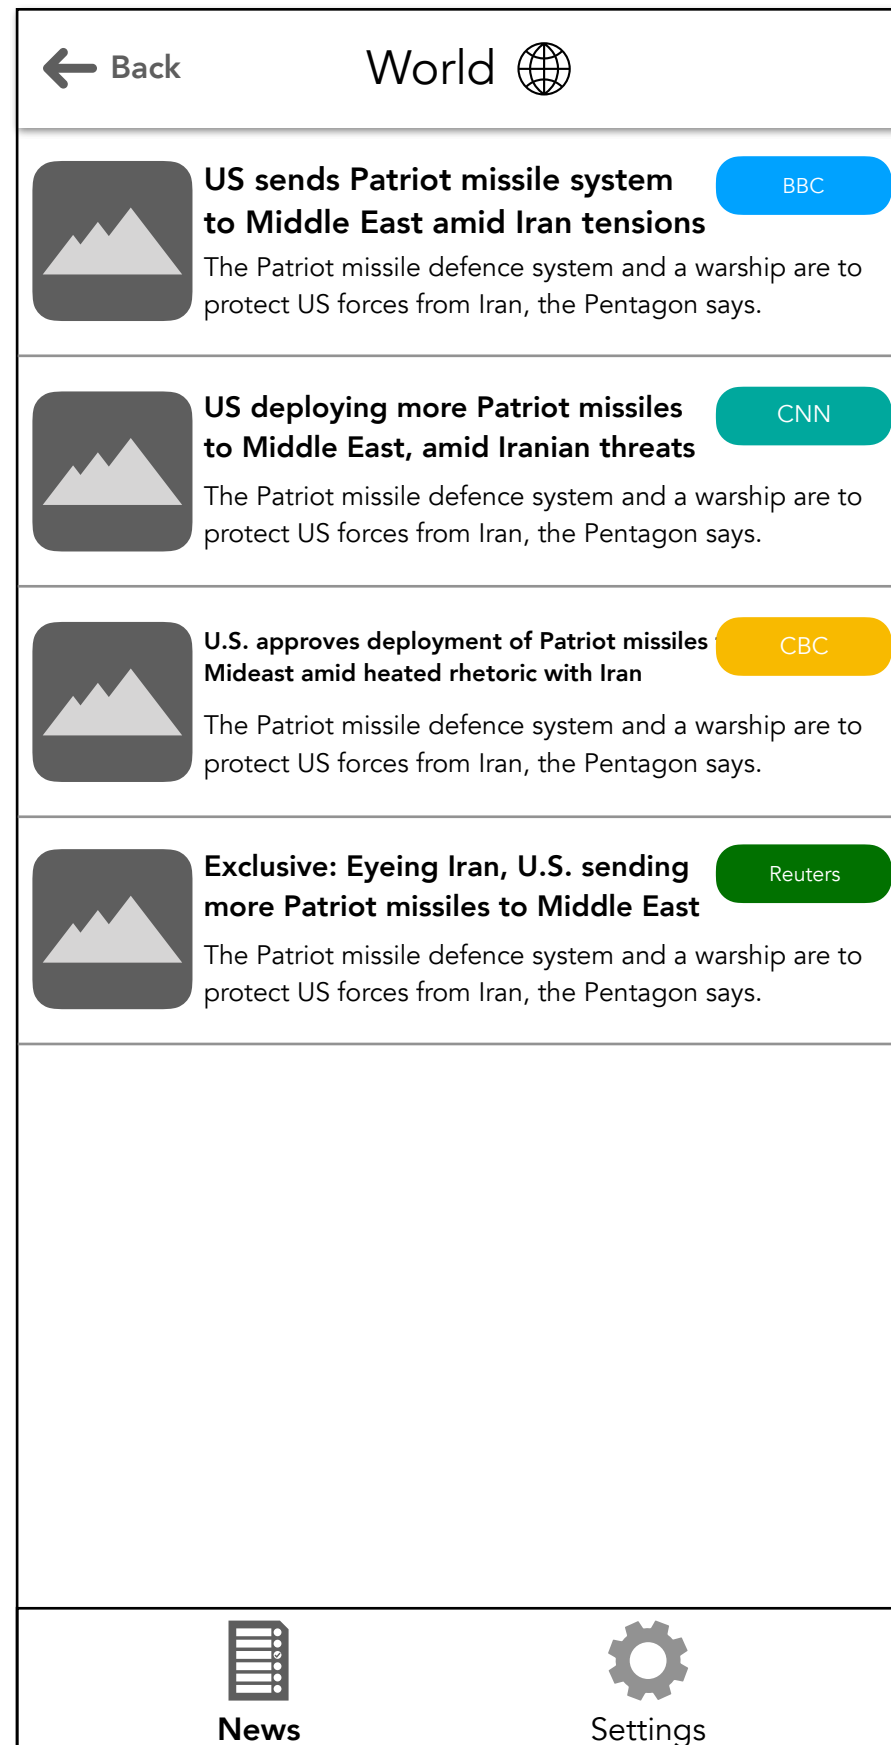 Back
World
US sends Patriot missile system
to Middle East amid Iran tensions
BBC
The Patriot missile defence system and a warship are to
protect US forces from Iran, the Pentagon says.
US deploying more Patriot missiles
to Middle East, amid Iranian threats
CNN
The Patriot missile defence system and a warship are to
protect US forces from Iran, the Pentagon says.
U.S. approves deployment of Patriot missiles
Mideast amid heated rhetoric with Iran
CBC
The Patriot missile defence system and a warship are to
protect US forces from Iran, the Pentagon says.
Exclusive: Eyeing Iran, U.S. sending
more Patriot missiles to Middle East
Reuters
The Patriot missile defence system and a warship are to
protect US forces from Iran, the Pentagon says.
News
Settings